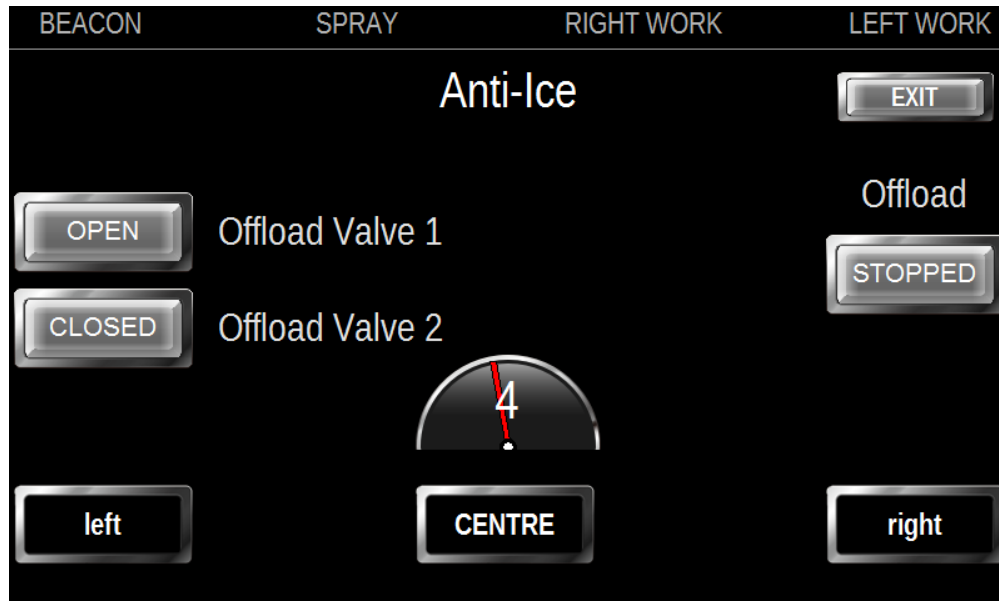 BEACON SPRAY RIGHT WORK LEFT WORK
Anti-Ice
EXIT
Offload
OPEN Offload Valve 1
STOPPED
CLOSED Offload Valve 2
4
left CENTRE right